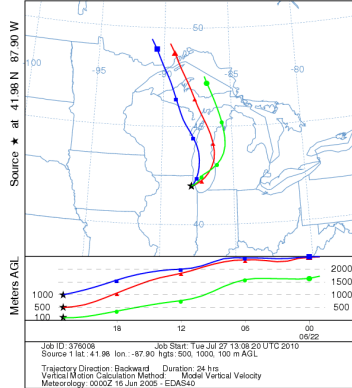 Source ★ at 41.98 N 87.90 W
-100
-95
50
-85
-80
40
Meters AGL
1000
500
100
2000
1500
1000
500
18
12
06
00
06/22
Job ID: 376008 Job Start: Tue Jul 27 13:08:20 UTC 2010
Source 1 lat.: 41.98 lon.: -87.90 hgts: 500, 1000, 100 m AGL
Trajectory Direction: Backward Duration: 24 hrs
Vertical Motion Calculation Method: Model Vertical Velocity
Meteorology: 0000Z 16 Jun 2005 - EDAS40